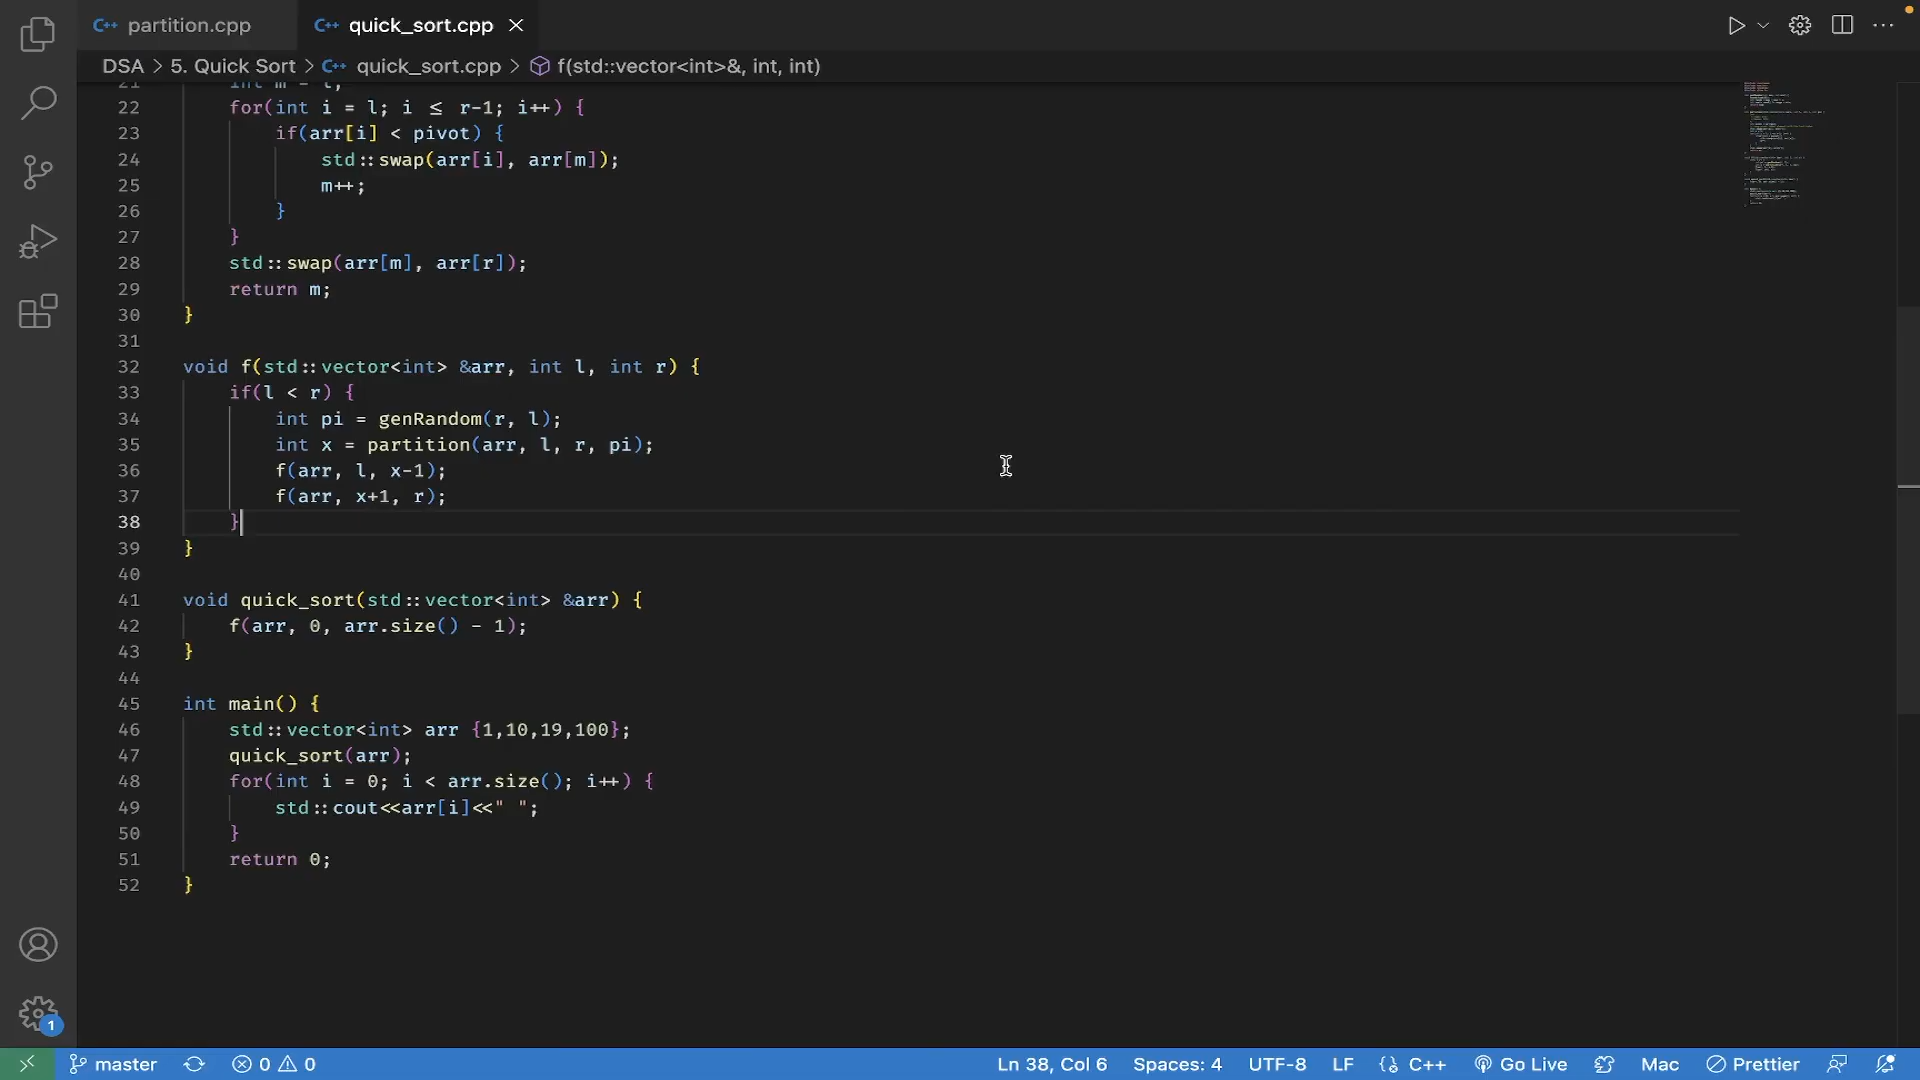 partition.cpp
quick_sort.cpp
DSA > 5. Quick Sort > quick_sort.cpp > f(std::vector<int>&, int, int)
21 int m = l;
22 for(int i = l; i ≤ r-1; i++) {
23 if(arr[i] < pivot) {
24 std::swap(arr[i], arr[m]);
25 m++;
26 }
27 }
28 std::swap(arr[m], arr[r]);
29 return m;
30 }
31
32 void f(std::vector<int> &arr, int l, int r) {
33 if(l < r) {
34 int pi = genRandom(r, l);
35 int x = partition(arr, l, r, pi);
36 f(arr, l, x-1);
37 f(arr, x+1, r);
38 }
39 }
40
41 void quick_sort(std::vector<int> &arr) {
42 f(arr, 0, arr.size() - 1);
43 }
44
45 int main() {
46 std::vector<int> arr {1,10,19,100};
47 quick_sort(arr);
48 for(int i = 0; i < arr.size(); i++) {
49 std::cout<<arr[i]<<" ";
50 }
51 return 0;
52 }
1
master 0 0 Ln 38, Col 6 Spaces: 4 UTF-8 LF {} C++ Go Live Mac Prettier